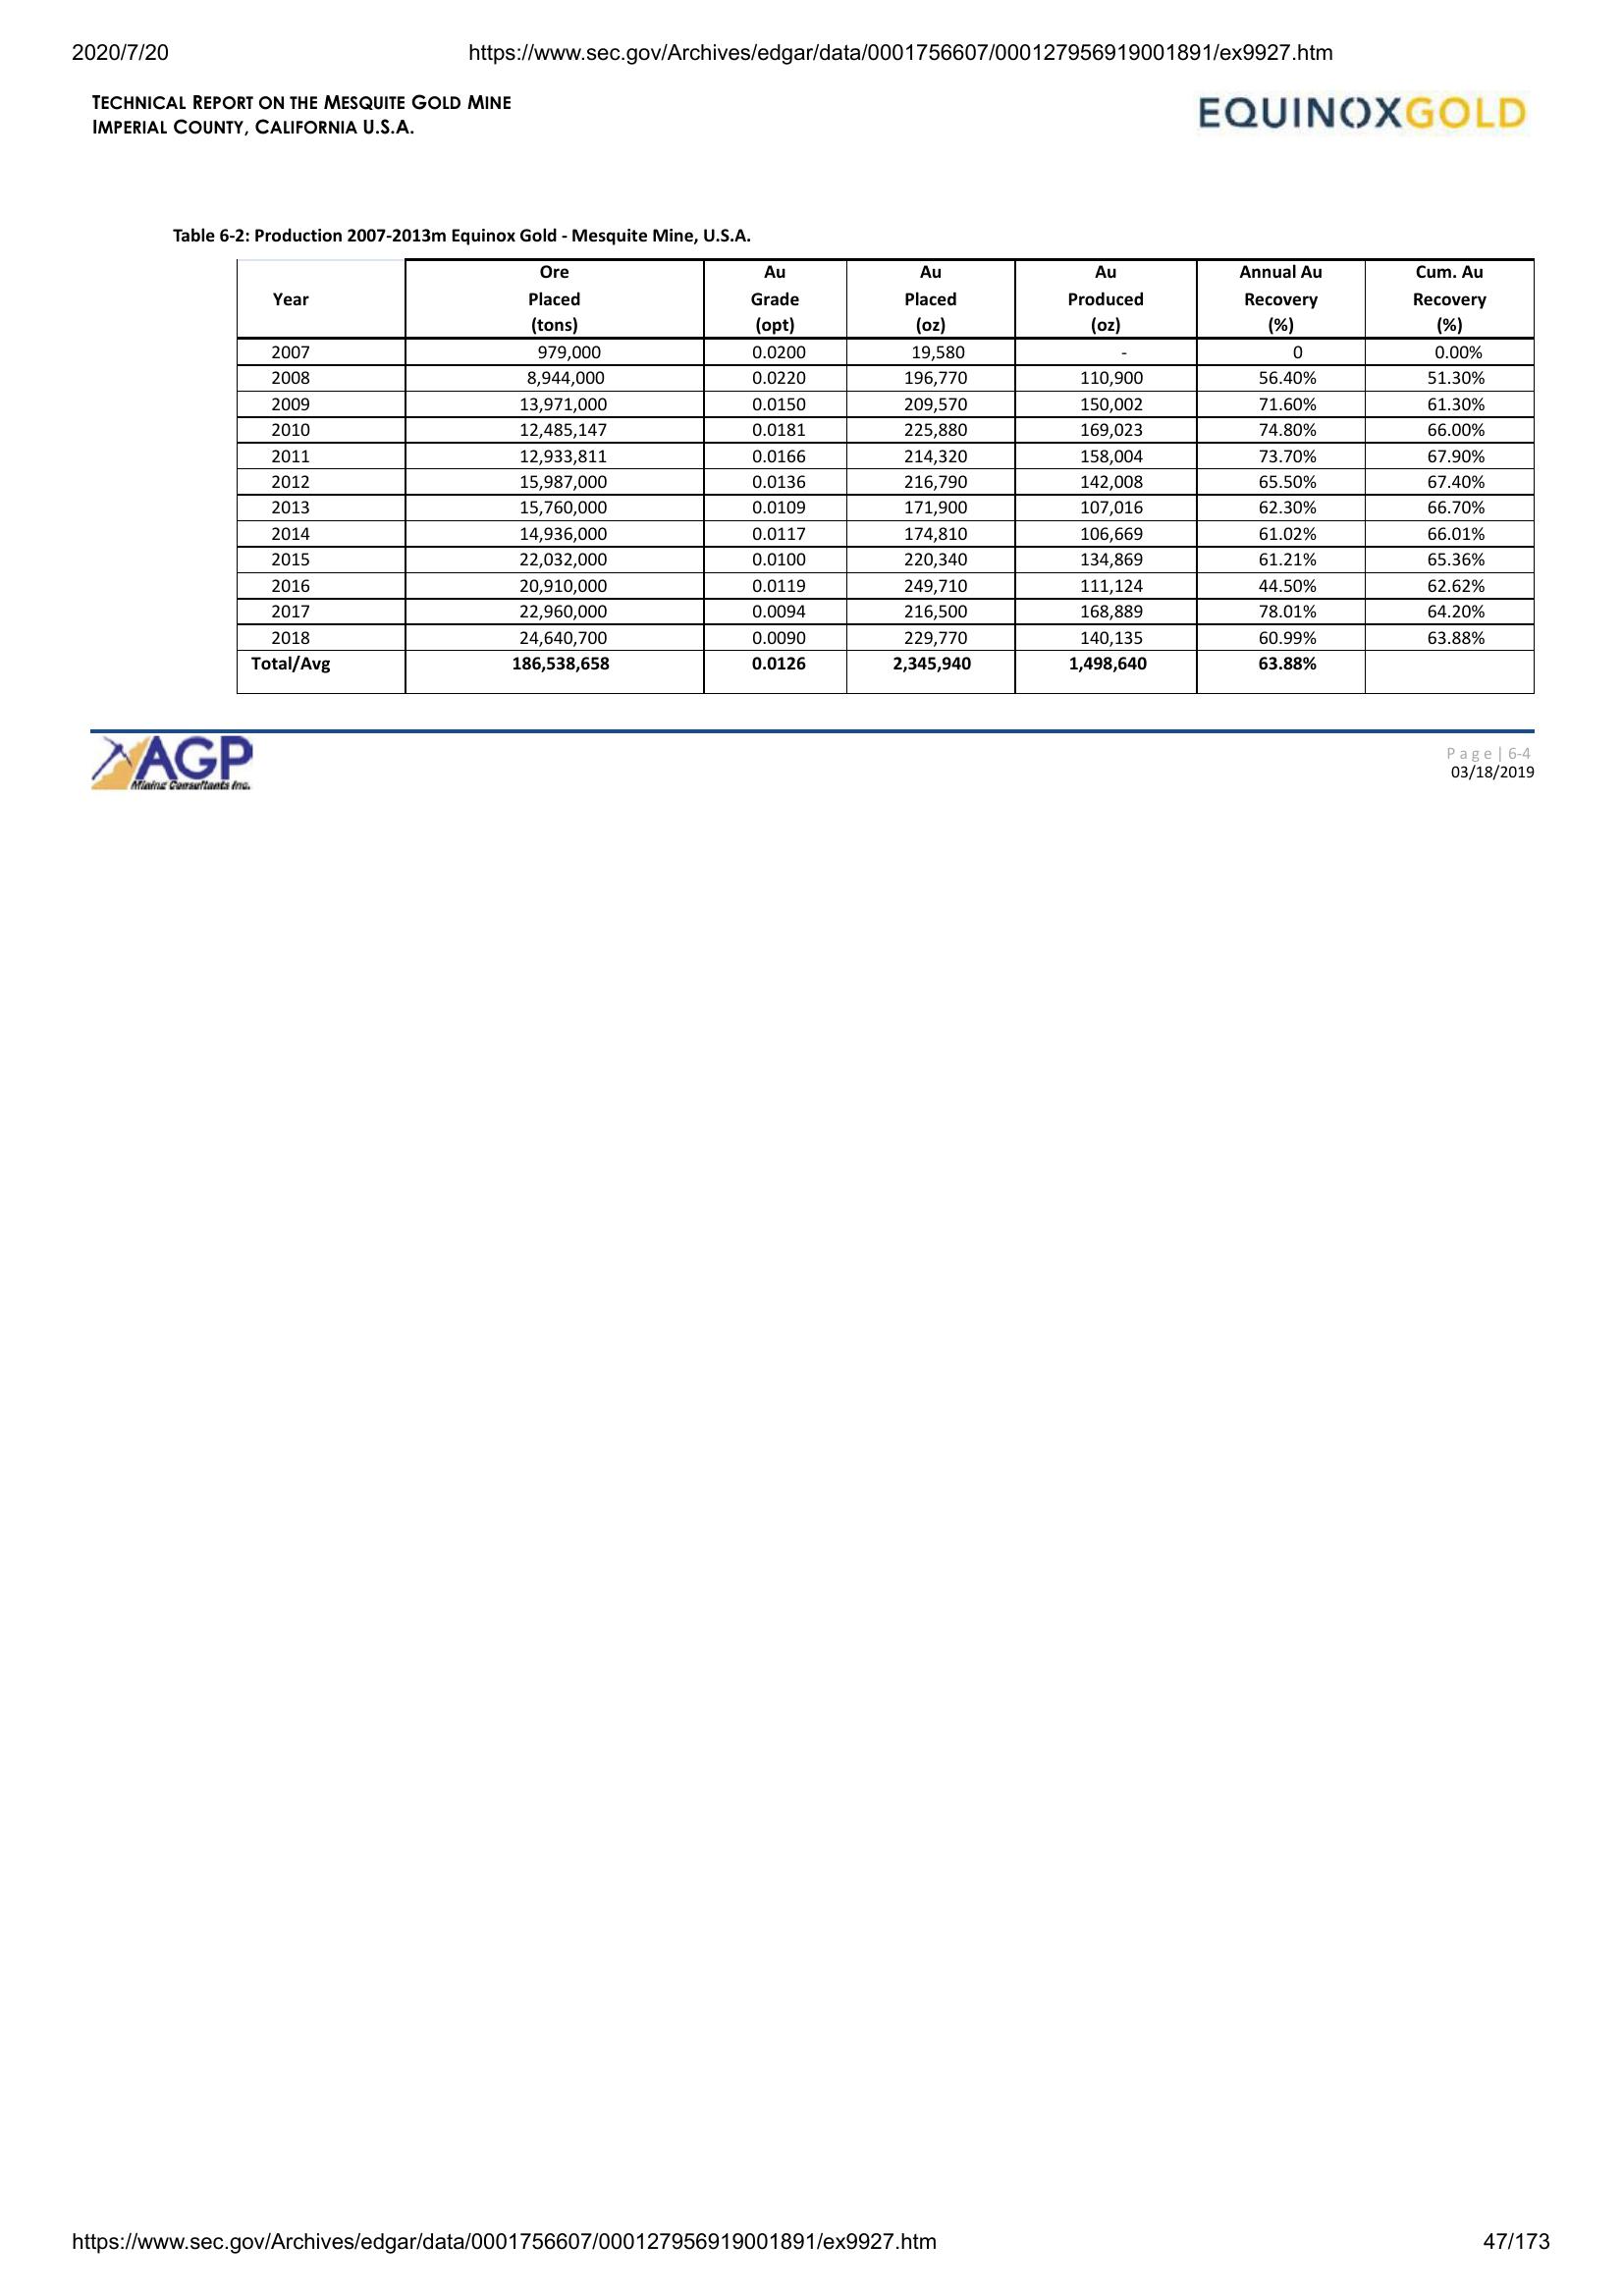 2020/7/20 https://www.sec.gov/Archives/edgar/data/0001756607/000127956919001891/ex9927.htm
TECHNICAL REPORT ON THE MESQUITE GOLD MINE
IMPERIAL COUNTY, CALIFORNIA U.S.A.
EQUINOXGOLD
Table 6-2: Production 2007-2013m Equinox Gold - Mesquite Mine, U.S.A.
Ore Au Au Au Annual Au Cum. Au
Year Placed Grade Placed Produced Recovery Recovery
(tons) (opt) (oz) (oz) (%) (%)
2007 979,000 0.0200 19,580 - 0 0.00%
2008 8,944,000 0.0220 196,770 110,900 56.40% 51.30%
2009 13,971,000 0.0150 209,570 150,002 71.60% 61.30%
2010 12,485,147 0.0181 225,880 169,023 74.80% 66.00%
2011 12,933,811 0.0166 214,320 158,004 73.70% 67.90%
2012 15,987,000 0.0136 216,790 142,008 65.50% 67.40%
2013 15,760,000 0.0109 171,900 107,016 62.30% 66.70%
2014 14,936,000 0.0117 174,810 106,669 61.02% 66.01%
2015 22,032,000 0.0100 220,340 134,869 61.21% 65.36%
2016 20,910,000 0.0119 249,710 111,124 44.50% 62.62%
2017 22,960,000 0.0094 216,500 168,889 78.01% 64.20%
2018 24,640,700 0.0090 229,770 140,135 60.99% 63.88%
Total/Avg 186,538,658 0.0126 2,345,940 1,498,640 63.88%
AGP
Mining Consultants Inc.
Page | 6-4
03/18/2019
https://www.sec.gov/Archives/edgar/data/0001756607/000127956919001891/ex9927.htm 47/173